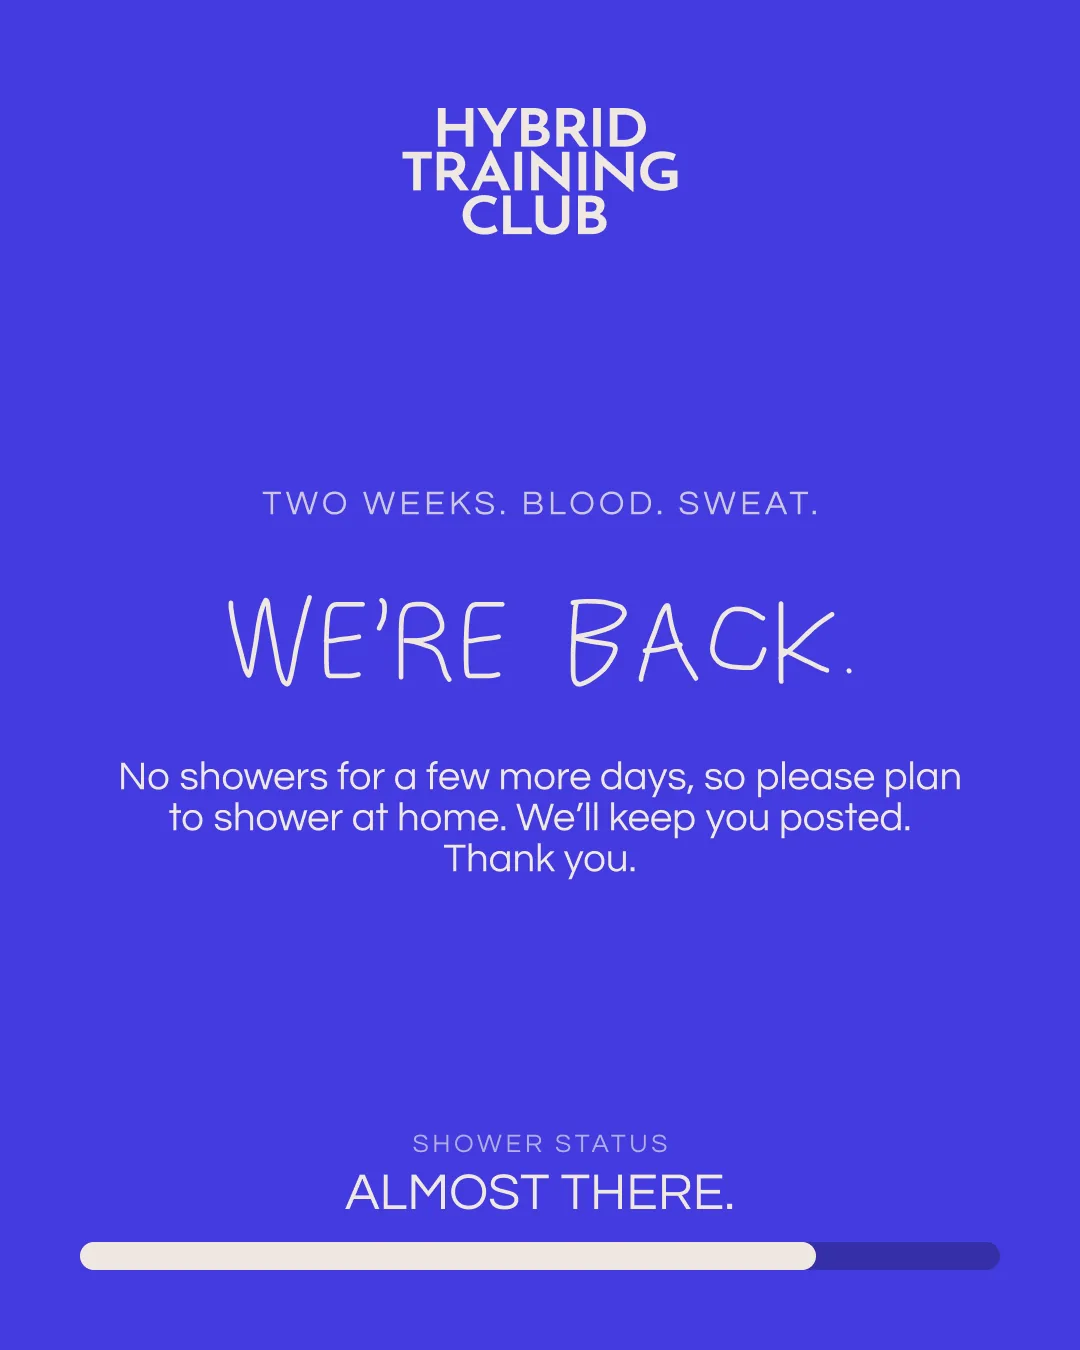 HYBRID
TRAINING
CLUB
TWO WEEKS. BLOOD. SWEAT.
WE'RE BACK.
No showers for a few more days, so please plan
to shower at home. We’ll keep you posted.
Thank you.
SHOWER STATUS
ALMOST THERE.